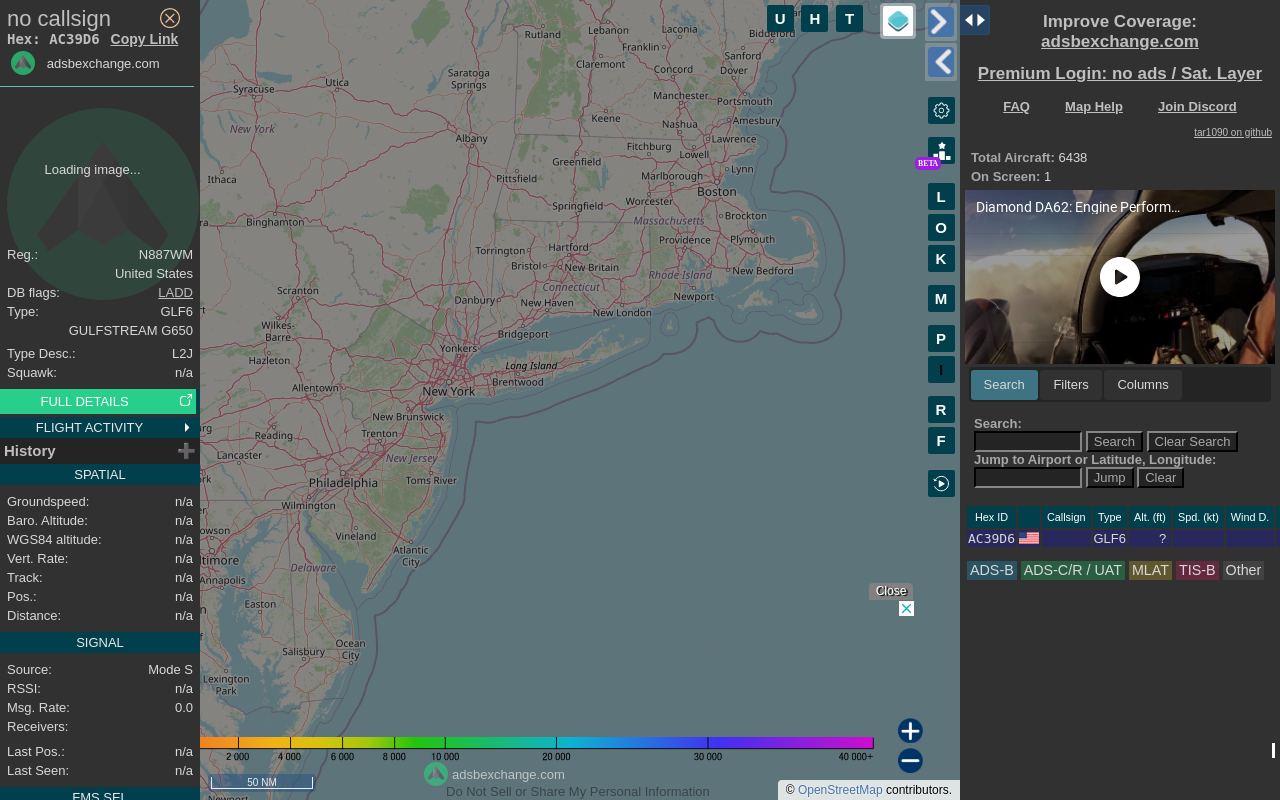 no callsign
Hex: AC39D6 Copy Link
adsbexchange.com
Loading image...
Reg.: N887WM
United States
DB flags: LADD
Type: GLF6
GULFSTREAM G650
Type Desc.: L2J
Squawk: n/a
FULL DETAILS
FLIGHT ACTIVITY
History
SPATIAL
Groundspeed: n/a
Baro. Altitude: n/a
WGS84 altitude: n/a
Vert. Rate: n/a
Track: n/a
Pos.: n/a
Distance: n/a
SIGNAL
Source: Mode S
RSSI: n/a
Msg. Rate: 0.0
Receivers:
Last Pos.: n/a
Last Seen: n/a
FMS SEL
U H T
Rutland
Lebanon
Laconia
Biddeford
Franklin
Claremont
Sanford
Concord
Dover
Saratoga
Springs
Utica
Syracuse
Manchester
Portsmouth
Keene
Nashua
Amesbury
New York
Albany
Lawrence
Fitchburg
Lowell
Greenfield
Lynn
Ithaca
Pittsfield
Marlborough
Boston
Worcester
Springfield
Binghamton
Massachusetts
Brockton
Torrington
Hartford
Providence
Plymouth
Bristol
New Britain
Rhode Island
New Bedford
Connecticut
Scranton
Danbury
New Haven
Newport
New London
Wilkes-
Barre
Bridgeport
Yonkers
Hazleton
Long Island
Brentwood
Allentown
New York
New Brunswick
Reading
Trenton
Lancaster
New Jersey
Toms River
Philadelphia
Wilmington
Vineland
Atlantic
City
Delaware
Annapolis
Easton
Ocean
City
Salisbury
Lexington
Park
BETA
L
O
K
M
P
I
R
F
Close
2 000 4 000 6 000 8 000 10 000 20 000 30 000 40 000+
50 NM
adsbexchange.com
Do Not Sell or Share My Personal Information
© OpenStreetMap contributors.
Improve Coverage:
adsbexchange.com
Premium Login: no ads / Sat. Layer
FAQ Map Help Join Discord
tar1090 on github
Total Aircraft: 6438
On Screen: 1
Diamond DA62: Engine Perform...
Search Filters Columns
Search:
Search Clear Search
Jump to Airport or Latitude, Longitude:
Jump Clear
Hex ID Callsign Type Alt. (ft) Spd. (kt) Wind D.
AC39D6 GLF6 ?
ADS-B ADS-C/R / UAT MLAT TIS-B Other